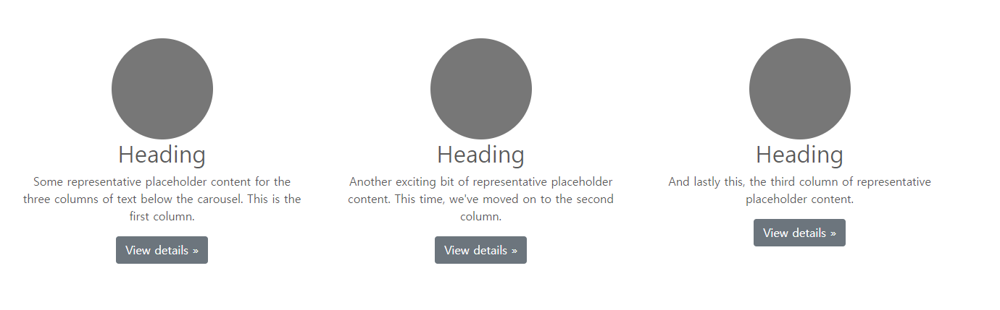 Heading
Some representative placeholder content for the
three columns of text below the carousel. This is the
first column.
View details »
Heading
Another exciting bit of representative placeholder
content. This time, we've moved on to the second
column.
View details »
Heading
And lastly this, the third column of representative
placeholder content.
View details »